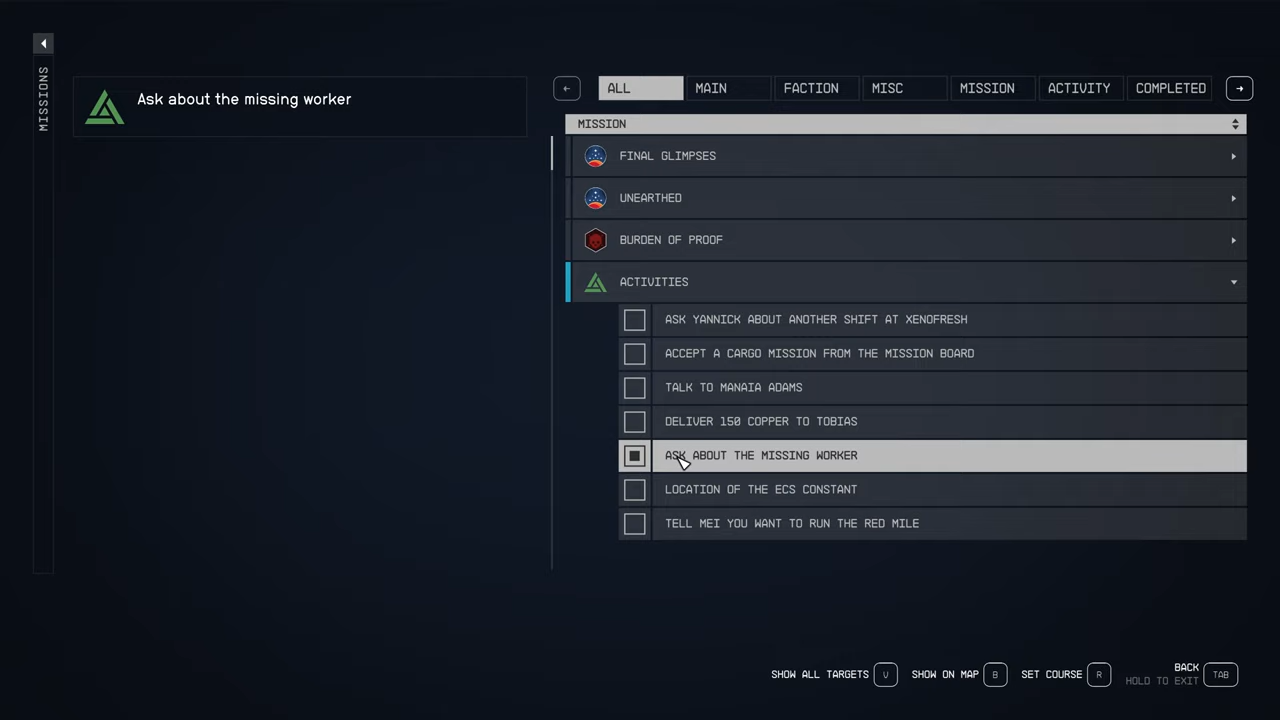 MISSIONS
Ask about the missing worker
← ALL MAIN FACTION MISC MISSION ACTIVITY COMPLETED →
MISSION
FINAL GLIMPSES
UNEARTHED
BURDEN OF PROOF
ACTIVITIES
ASK YANNICK ABOUT ANOTHER SHIFT AT XENOFRESH
ACCEPT A CARGO MISSION FROM THE MISSION BOARD
TALK TO MANAIA ADAMS
DELIVER 150 COPPER TO TOBIAS
ASK ABOUT THE MISSING WORKER
LOCATION OF THE ECS CONSTANT
TELL MEI YOU WANT TO RUN THE RED MILE
SHOW ALL TARGETS V SHOW ON MAP B SET COURSE R BACK TAB
HOLD TO EXIT